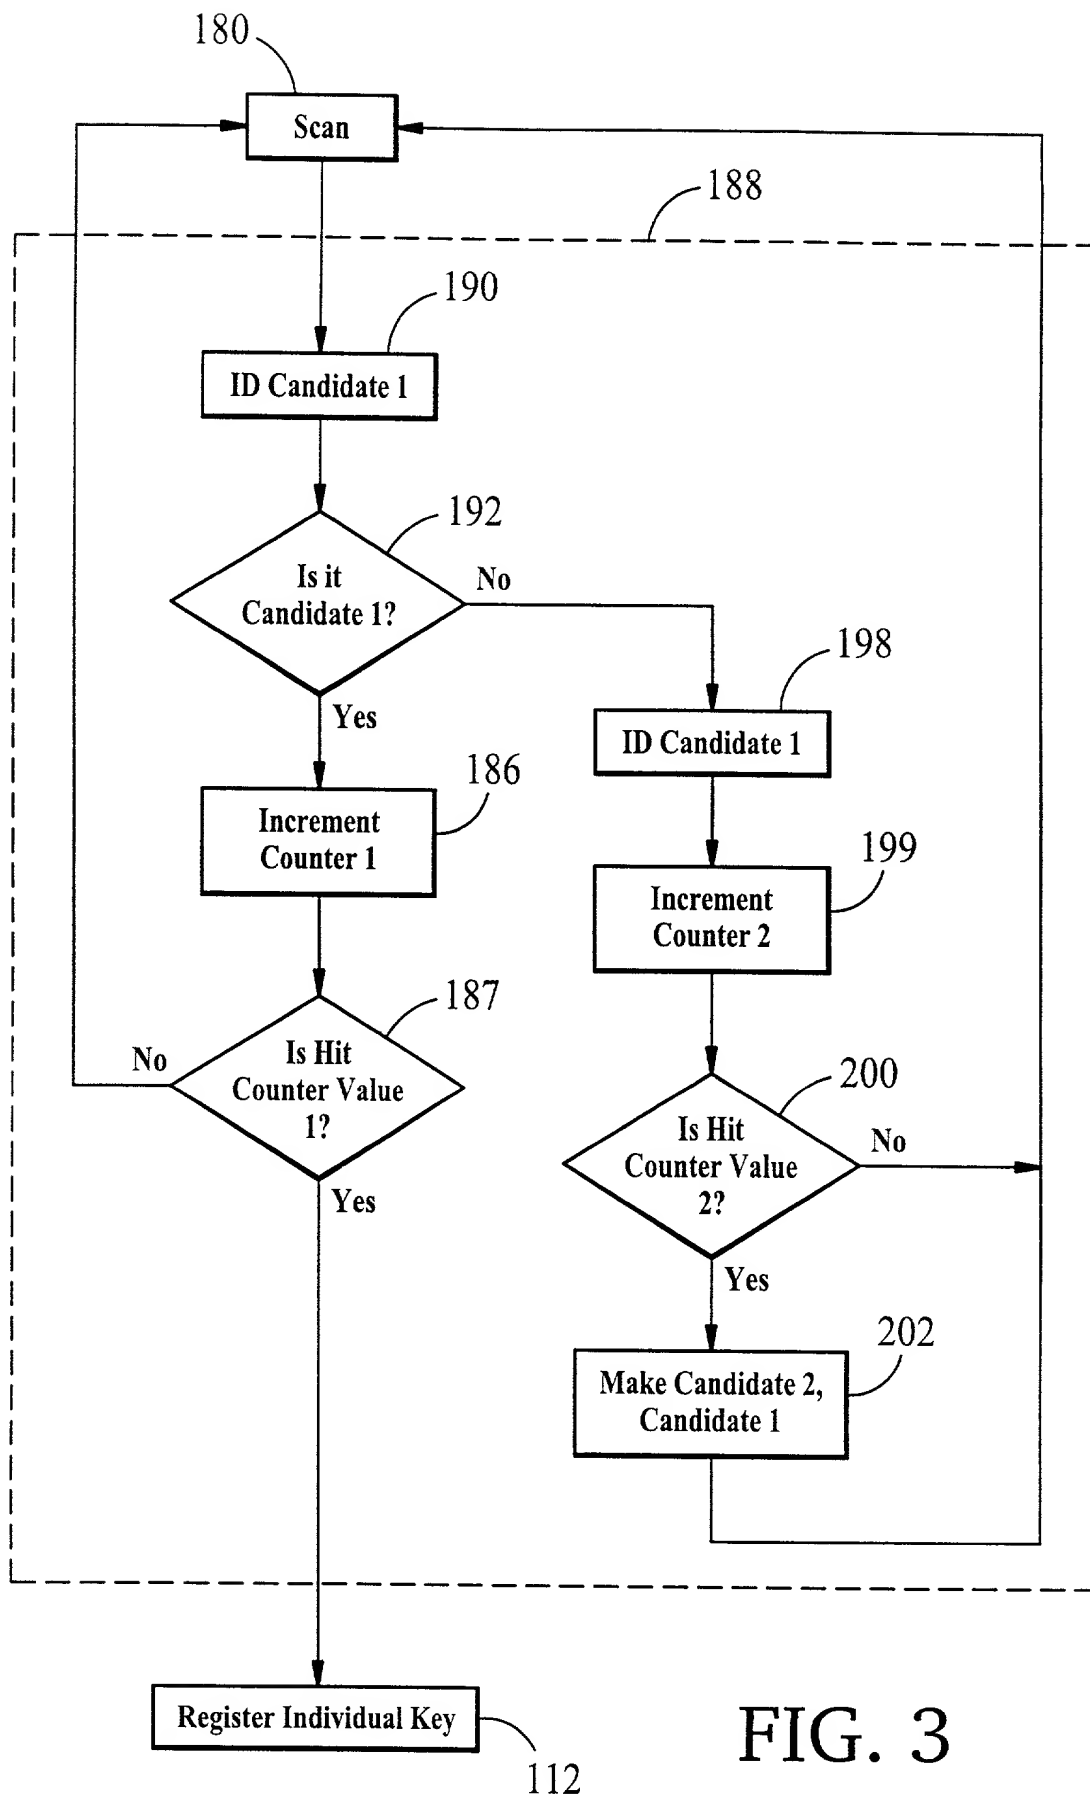 180
Scan
188
190
ID Candidate 1
192
Is it
Candidate 1?
No
Yes
198
ID Candidate 1
186
Increment
Counter 1
199
Increment
Counter 2
187
Is Hit
Counter Value
1?
No
Yes
200
Is Hit
Counter Value
2?
No
Yes
202
Make Candidate 2,
Candidate 1
Register Individual Key
112
FIG. 3